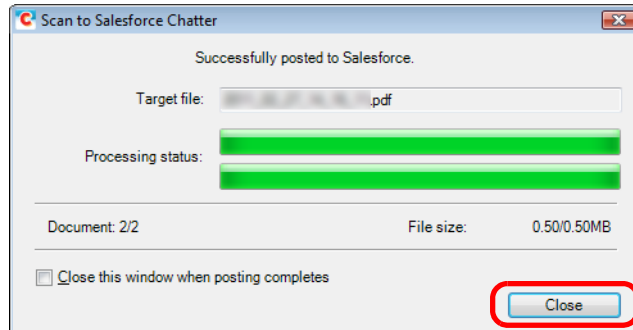 Scan to Salesforce Chatter
Successfully posted to Salesforce.
Target file: .pdf
Processing status:
Document: 2/2 File size: 0.50/0.50MB
Close this window when posting completes
Close